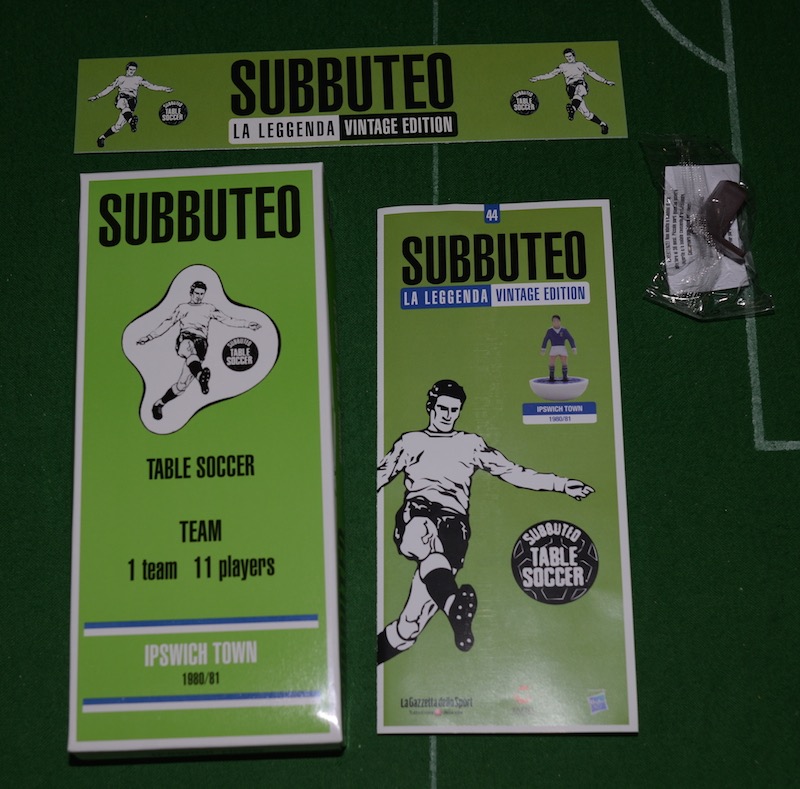 SUBBUTEO
LA LEGGENDA VINTAGE EDITION
SUBBUTEO
TABLE
SOCCER
SUBBUTEO
TABLE
SOCCER
SUBBUTEO
SUBBUTEO
TABLE
SOCCER
TABLE SOCCER
TEAM
1 team 11 players
IPSWICH TOWN
1980/81
44
SUBBUTEO
LA LEGGENDA VINTAGE EDITION
IPSWICH TOWN
1980/81
SUBBUTEO
TABLE
SOCCER
La Gazzetta dello Sport